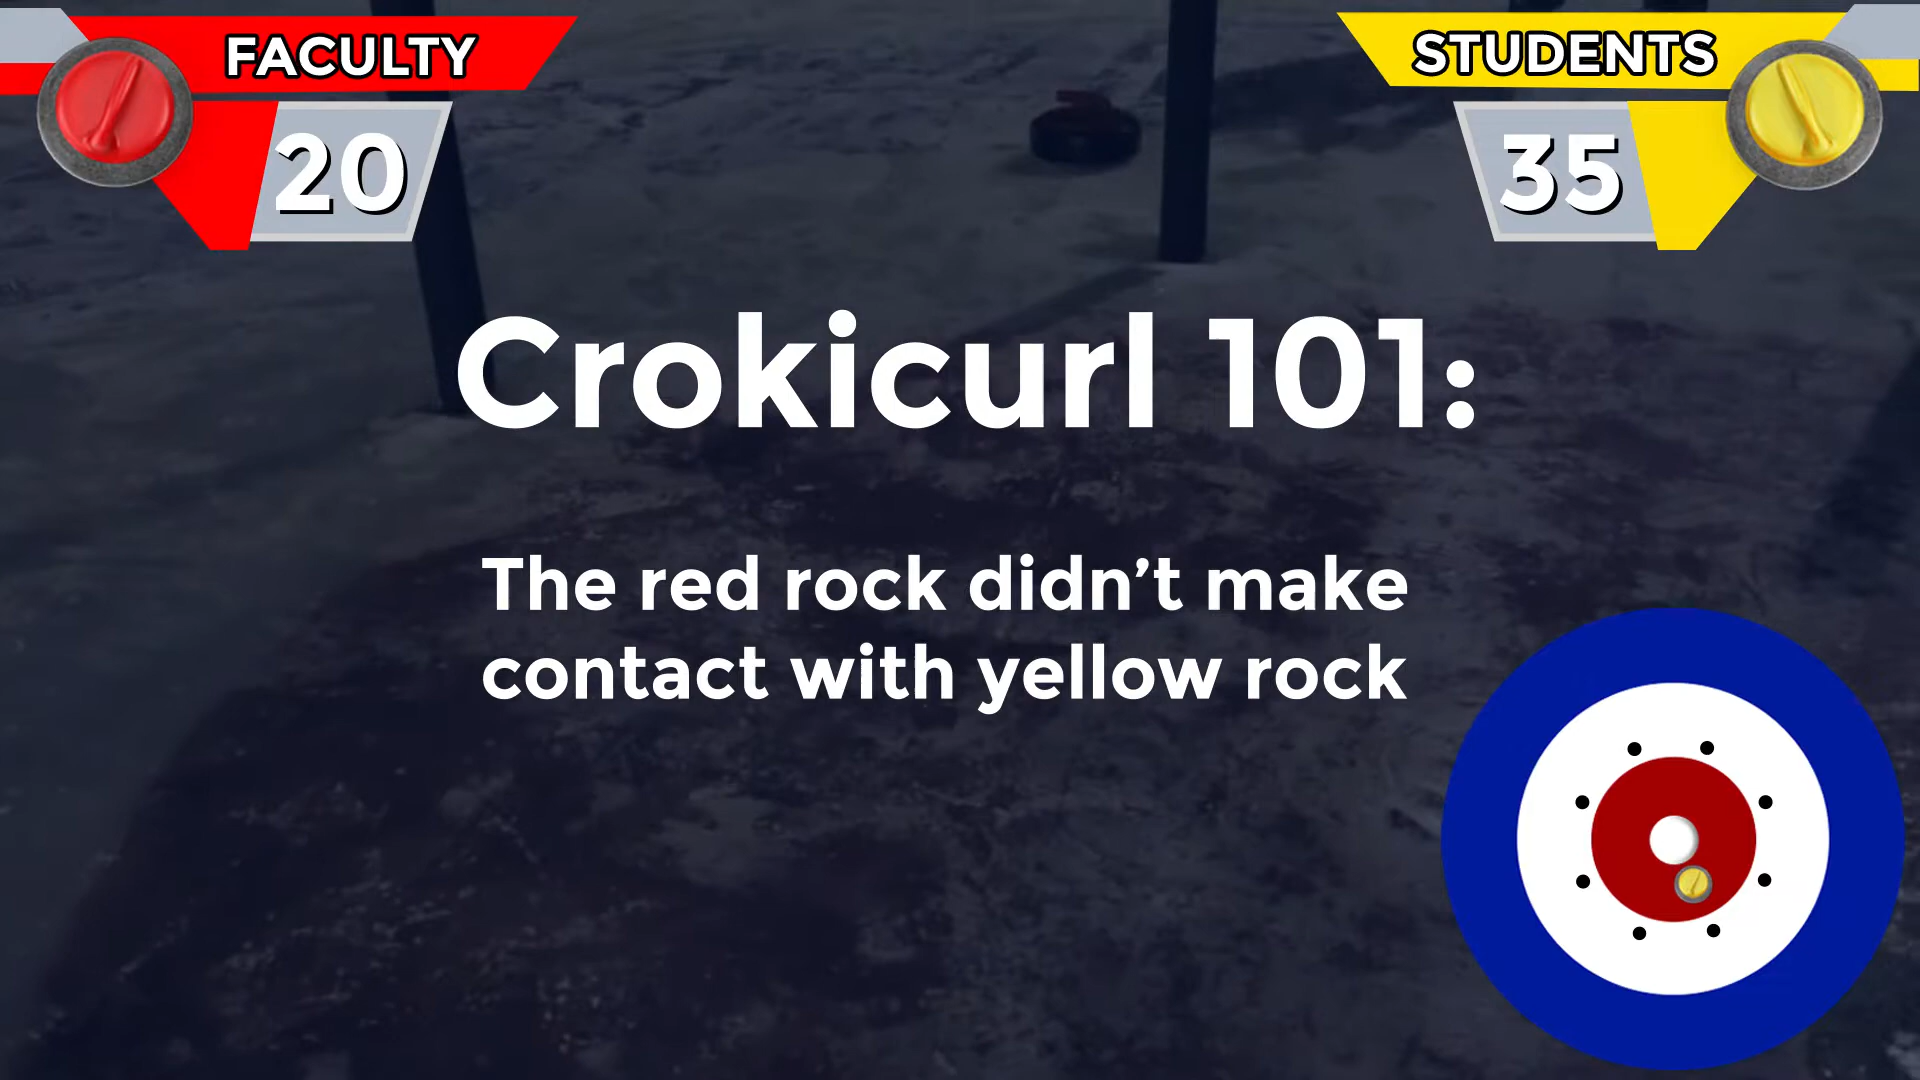 FACULTY
STUDENTS
20
35
Crokicurl 101:
The red rock didn’t make
contact with yellow rock